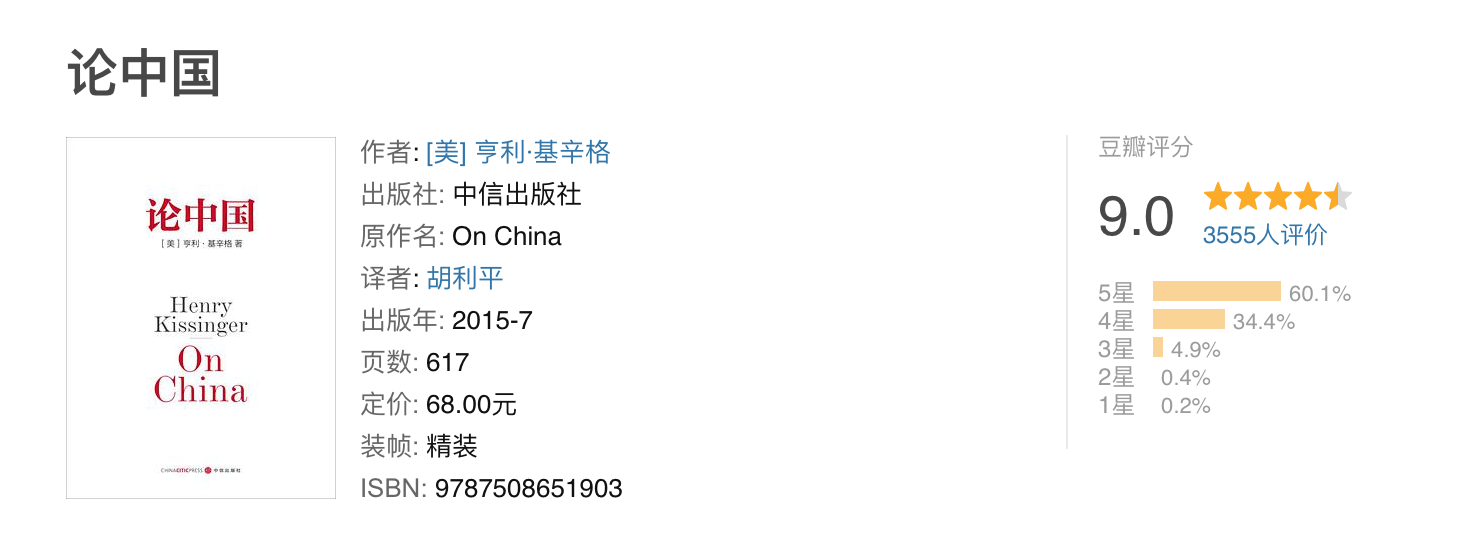 论中国
论中国
[美] 亨利·基辛格 著
Henry
Kissinger
On
China
CHINACITICPRESS 中信出版社
作者: [美] 亨利·基辛格
出版社: 中信出版社
原作名: On China
译者: 胡利平
出版年: 2015-7
页数: 617
定价: 68.00元
装帧: 精装
ISBN: 9787508651903
豆瓣评分
9.0
3555人评价
5星 60.1%
4星 34.4%
3星 4.9%
2星 0.4%
1星 0.2%